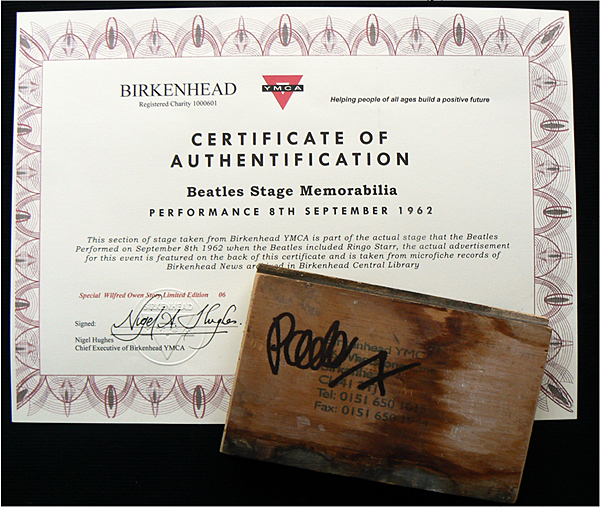 BIRKENHEAD
Registered Charity 1000601
YMCA
Helping people of all ages build a positive future
CERTIFICATE OF
AUTHENTIFICATION
Beatles Stage Memorabilia
PERFORMANCE 8TH SEPTEMBER 1962
This section of stage taken from Birkenhead YMCA is part of the actual stage that the Beatles
Performed on September 8th 1962 when the Beatles included Ringo Starr, the actual advertisement
for this event is featured on the back of this certificate and is taken from microfiche records of
Birkenhead News in Birkenhead Central Library
Special Wilfred Owen Story Limited Edition 06
Signed: Nigel A. Hughes.
Nigel Hughes
Chief Executive of Birkenhead YMCA
YMCA
Tel: 0151 650
Fax: 0151 650